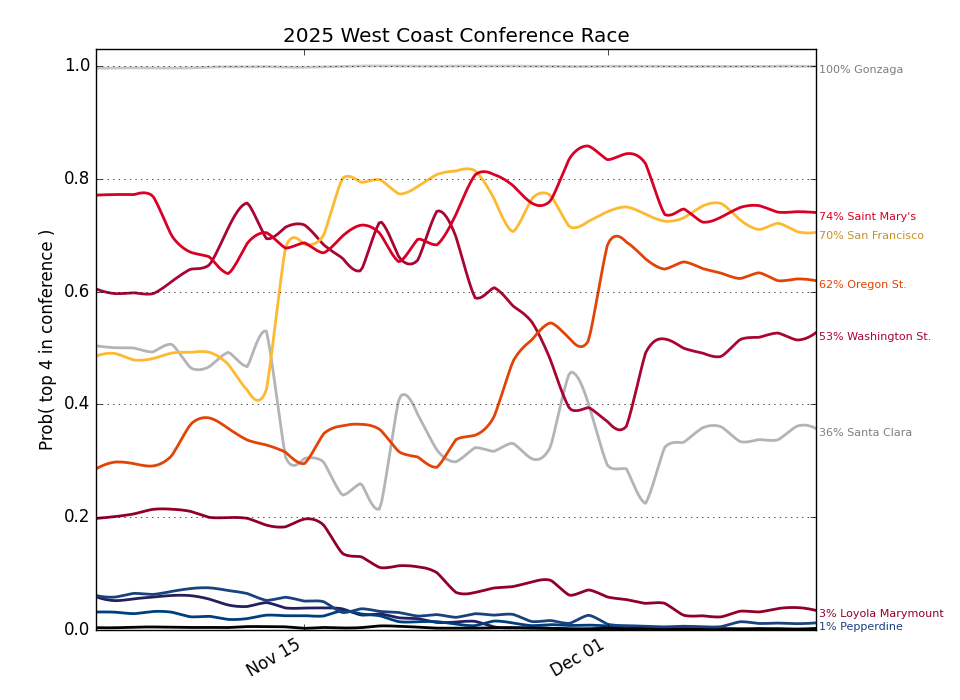 2025 West Coast Conference Race
1.0
0.8
0.6
0.4
0.2
0.0
Prob( top 4 in conference )
Nov 15
Dec 01
100% Gonzaga
74% Saint Mary's
70% San Francisco
62% Oregon St.
53% Washington St.
36% Santa Clara
3% Loyola Marymount
1% Pepperdine